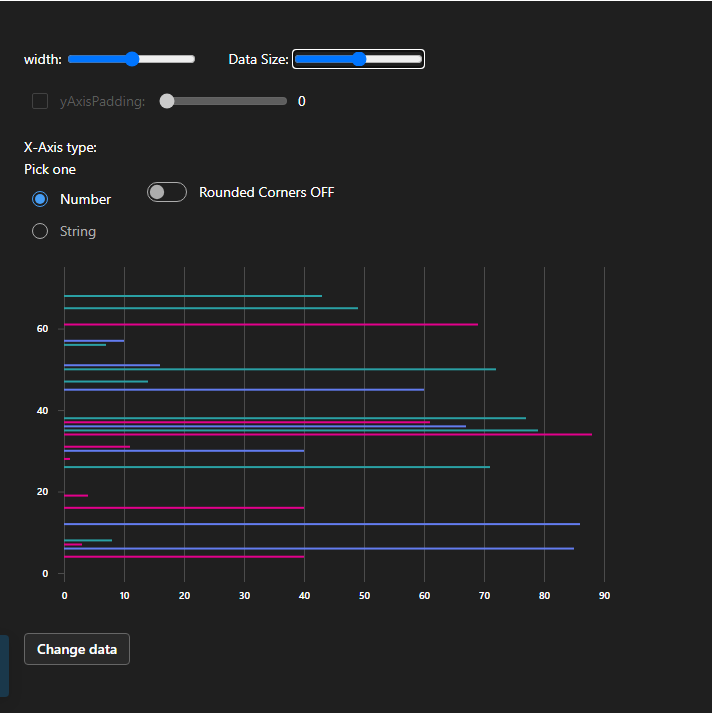 width: Data Size:
yAxisPadding: 0
X-Axis type:
Pick one
Number Rounded Corners OFF
String
60
40
20
0
0 10 20 30 40 50 60 70 80 90
Change data